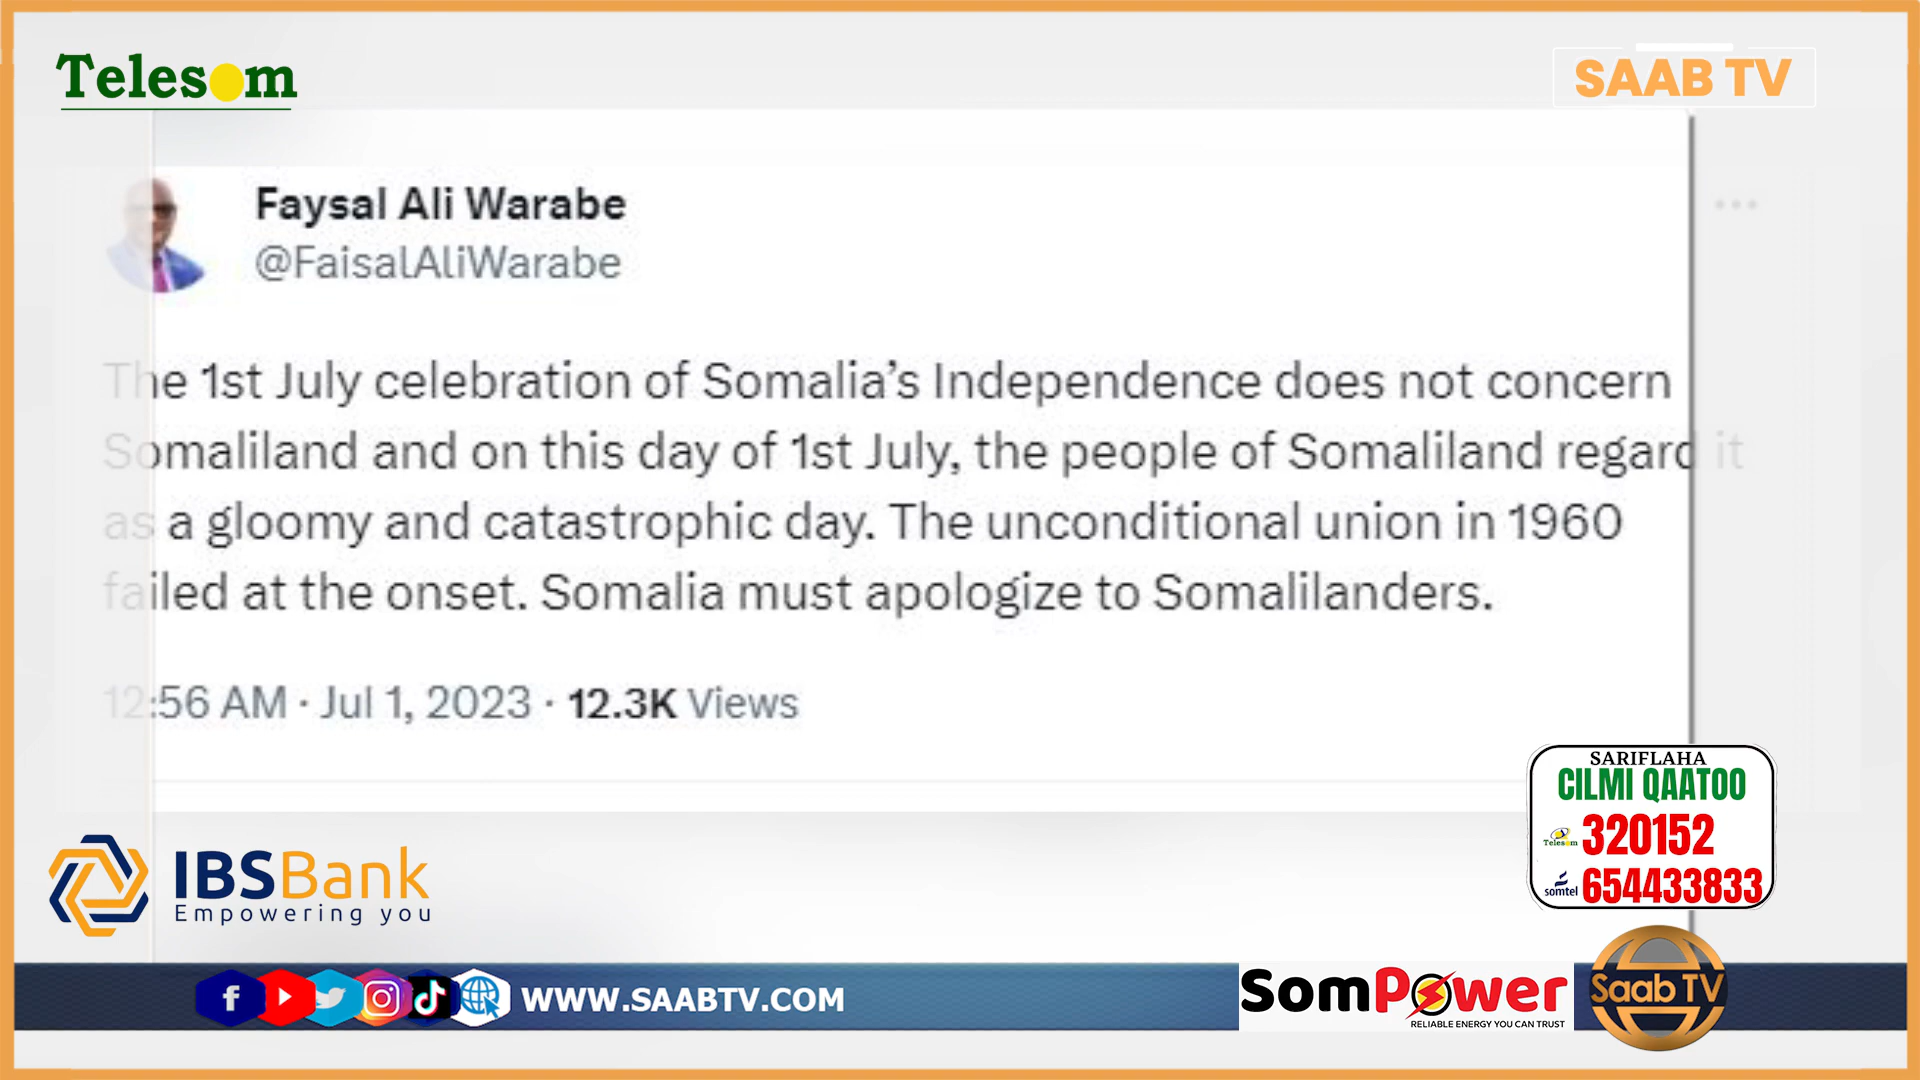 Telesom
SAAB TV
Faysal Ali Warabe
@FaisalAliWarabe
The 1st July celebration of Somalia’s Independence does not concern
Somaliland and on this day of 1st July, the people of Somaliland regard it
as a gloomy and catastrophic day. The unconditional union in 1960
failed at the onset. Somalia must apologize to Somalilanders.
12:56 AM · Jul 1, 2023 · 12.3K Views
SARIFLAHA
CILMI QAATOO
Telesom 320152
somtel 654433833
IBSBank
Empowering you
WWW.SAABTV.COM
SomPower
RELIABLE ENERGY YOU CAN TRUST
Saab TV